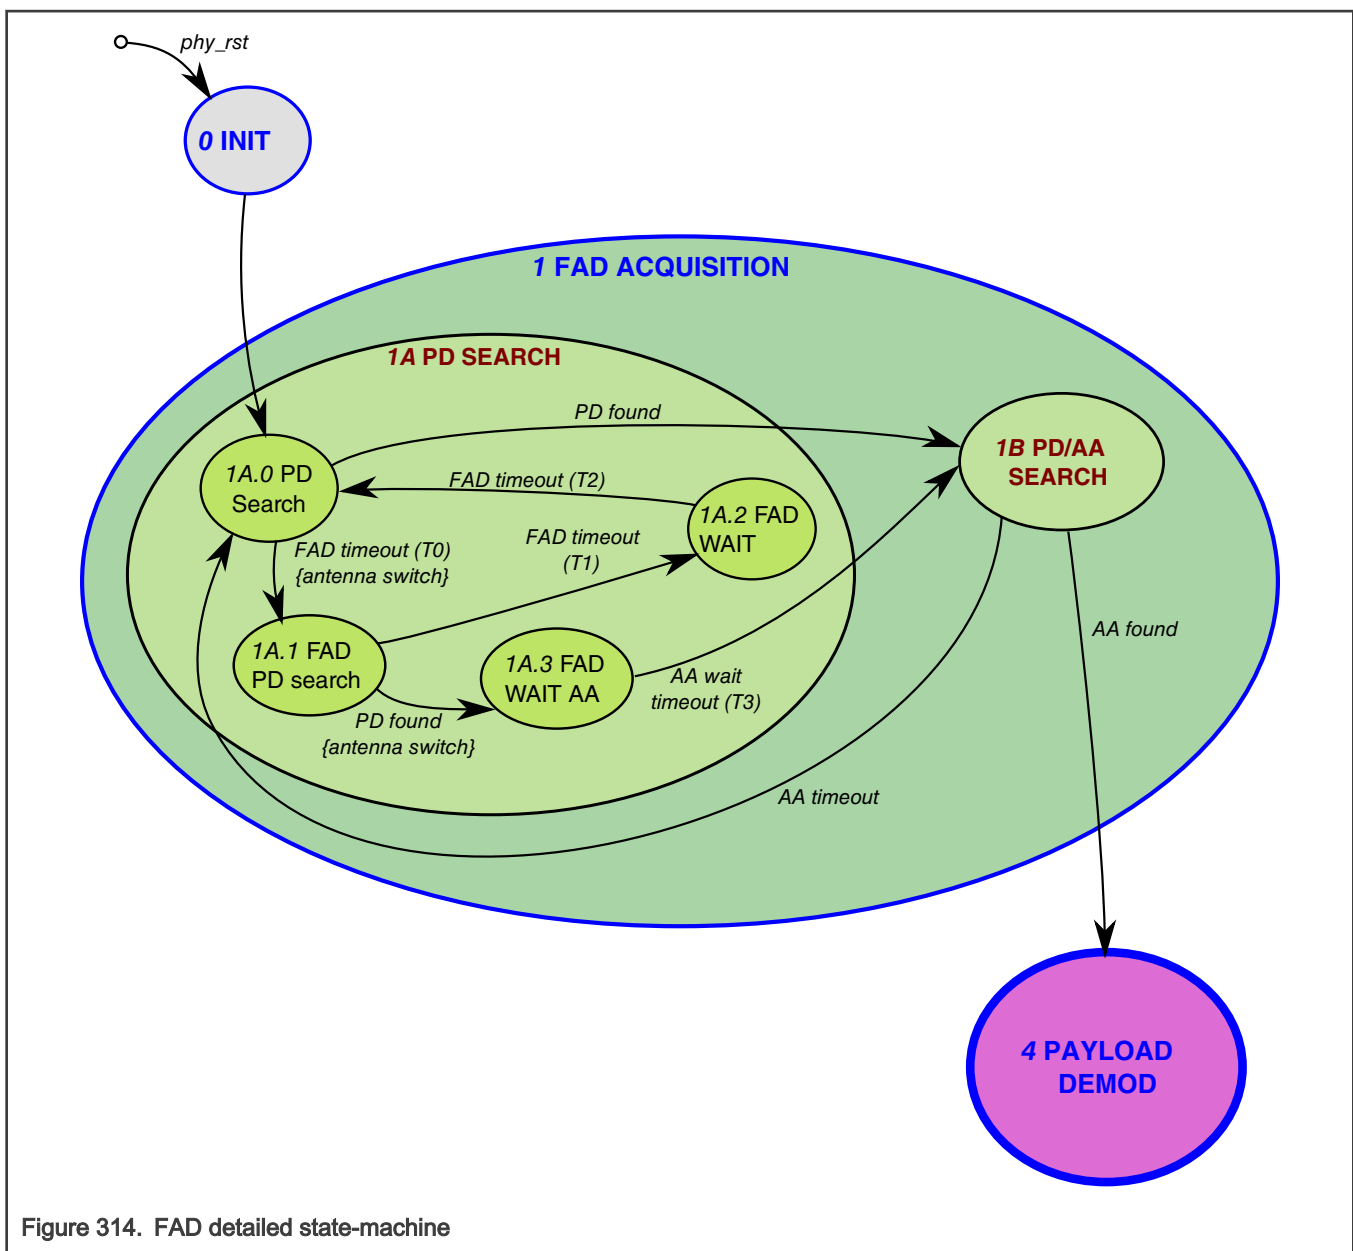 phy_rst
0 INIT
1 FAD ACQUISITION
1A PD SEARCH
PD found
1A.0 PD
Search
FAD timeout (T2)
1B PD/AA
SEARCH
1A.2 FAD
WAIT
FAD timeout (T0)
{antenna switch}
FAD timeout
(T1)
1A.1 FAD
PD search
1A.3 FAD
WAIT AA
PD found
{antenna switch}
AA wait
timeout (T3)
AA found
AA timeout
4 PAYLOAD
DEMOD
Figure 314. FAD detailed state-machine